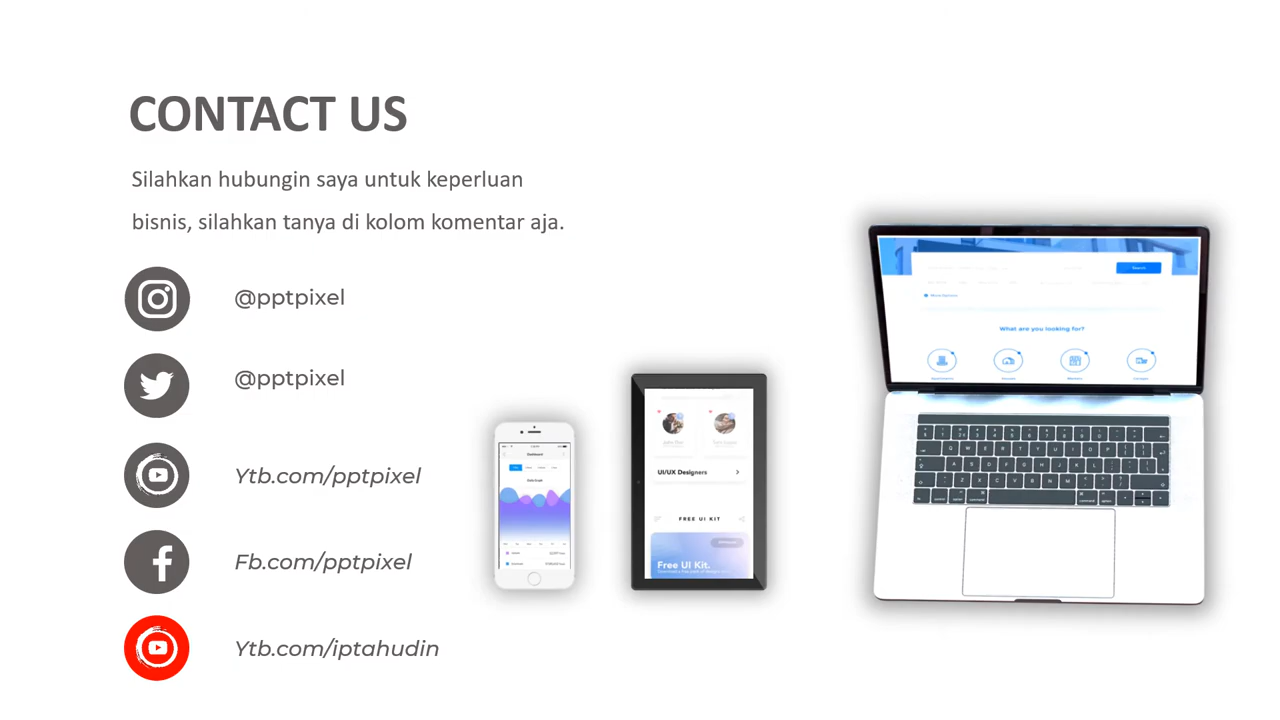 CONTACT US
Silahkan hubungin saya untuk keperluan
bisnis, silahkan tanya di kolom komentar aja.
@pptpixel
@pptpixel
Ytb.com/pptpixel
Fb.com/pptpixel
Ytb.com/iptahudin
Dashboard
UI/UX Designers
FREE UI KIT
Free UI Kit.
Search
What are you looking for?